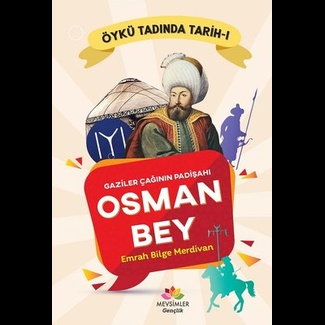 ÖYKÜ TADINDA TARİH-I
GAZİLER ÇAĞININ PADİŞAHI
OSMAN
BEY
Emrah Bilge Merdivan
MEVSİMLER
Gençlik